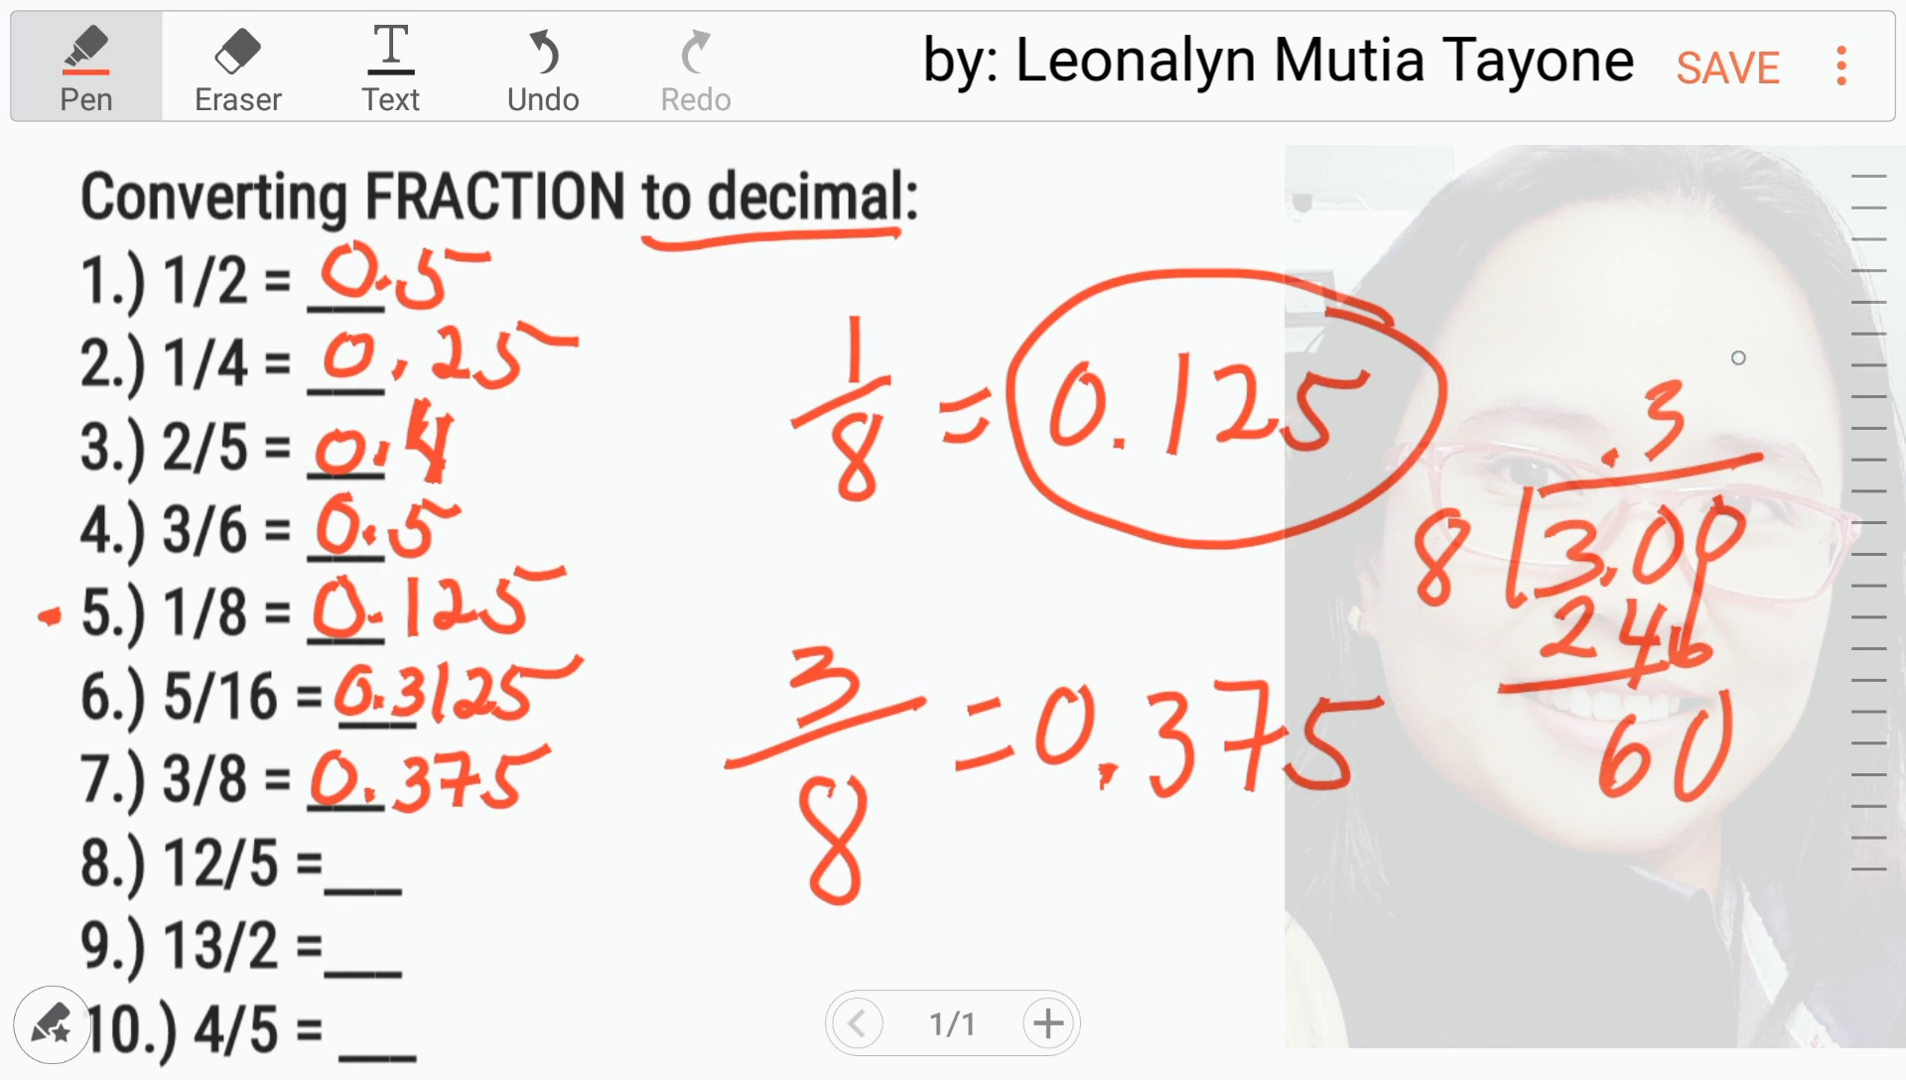 Pen Eraser Text Undo Redo by: Leonalyn Mutia Tayone SAVE
Converting FRACTION to decimal:
1.) 1/2 = 0.5
2.) 1/4 = 0.25
3.) 2/5 = 0.4
4.) 3/6 = 0.5
5.) 1/8 = 0.125
6.) 5/16 = 0.3125
7.) 3/8 = 0.375
8.) 12/5 =___
9.) 13/2 =___
10.) 4/5 = ___
1/8 = 0.125
3/8 = 0.375
.3
8 3.00
24
60
1/1